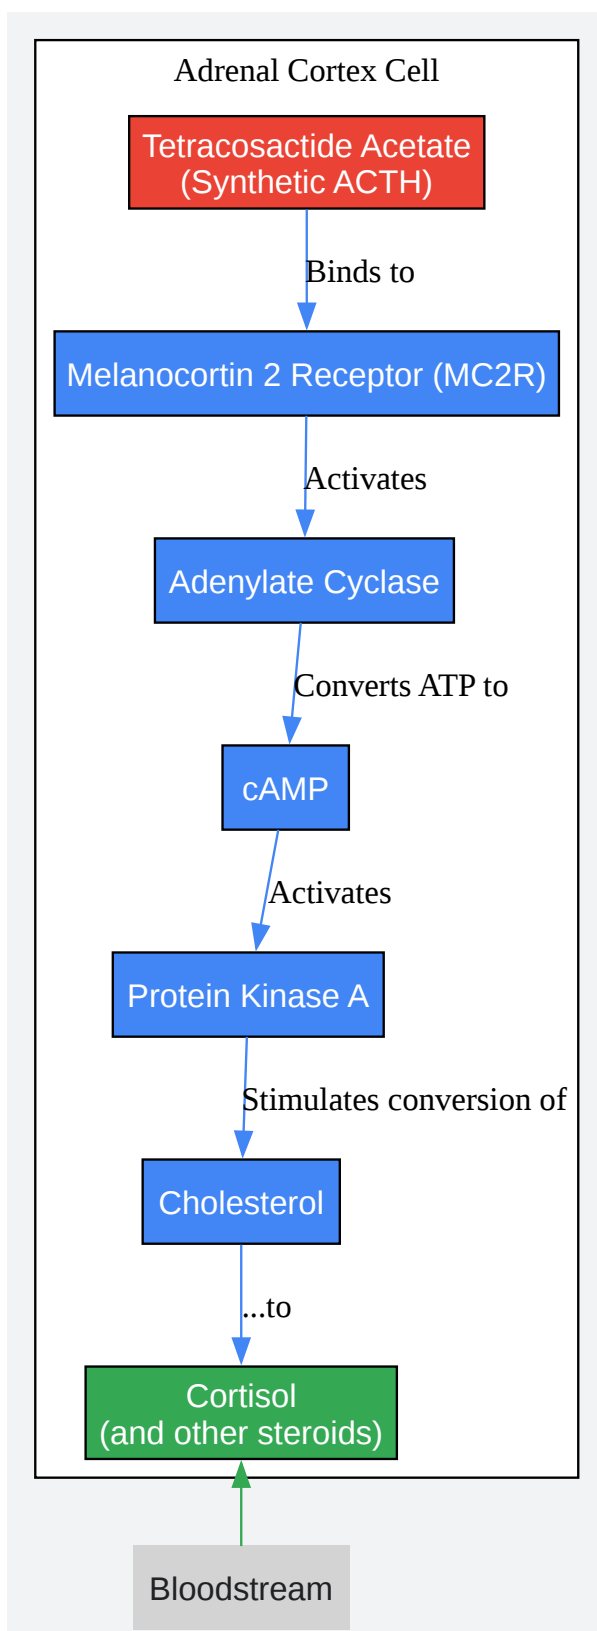 Adrenal Cortex Cell
Tetracosactide Acetate
(Synthetic ACTH)
Binds to
Melanocortin 2 Receptor (MC2R)
Activates
Adenylate Cyclase
Converts ATP to
cAMP
Activates
Protein Kinase A
Stimulates conversion of
Cholesterol
...to
Cortisol
(and other steroids)
Bloodstream